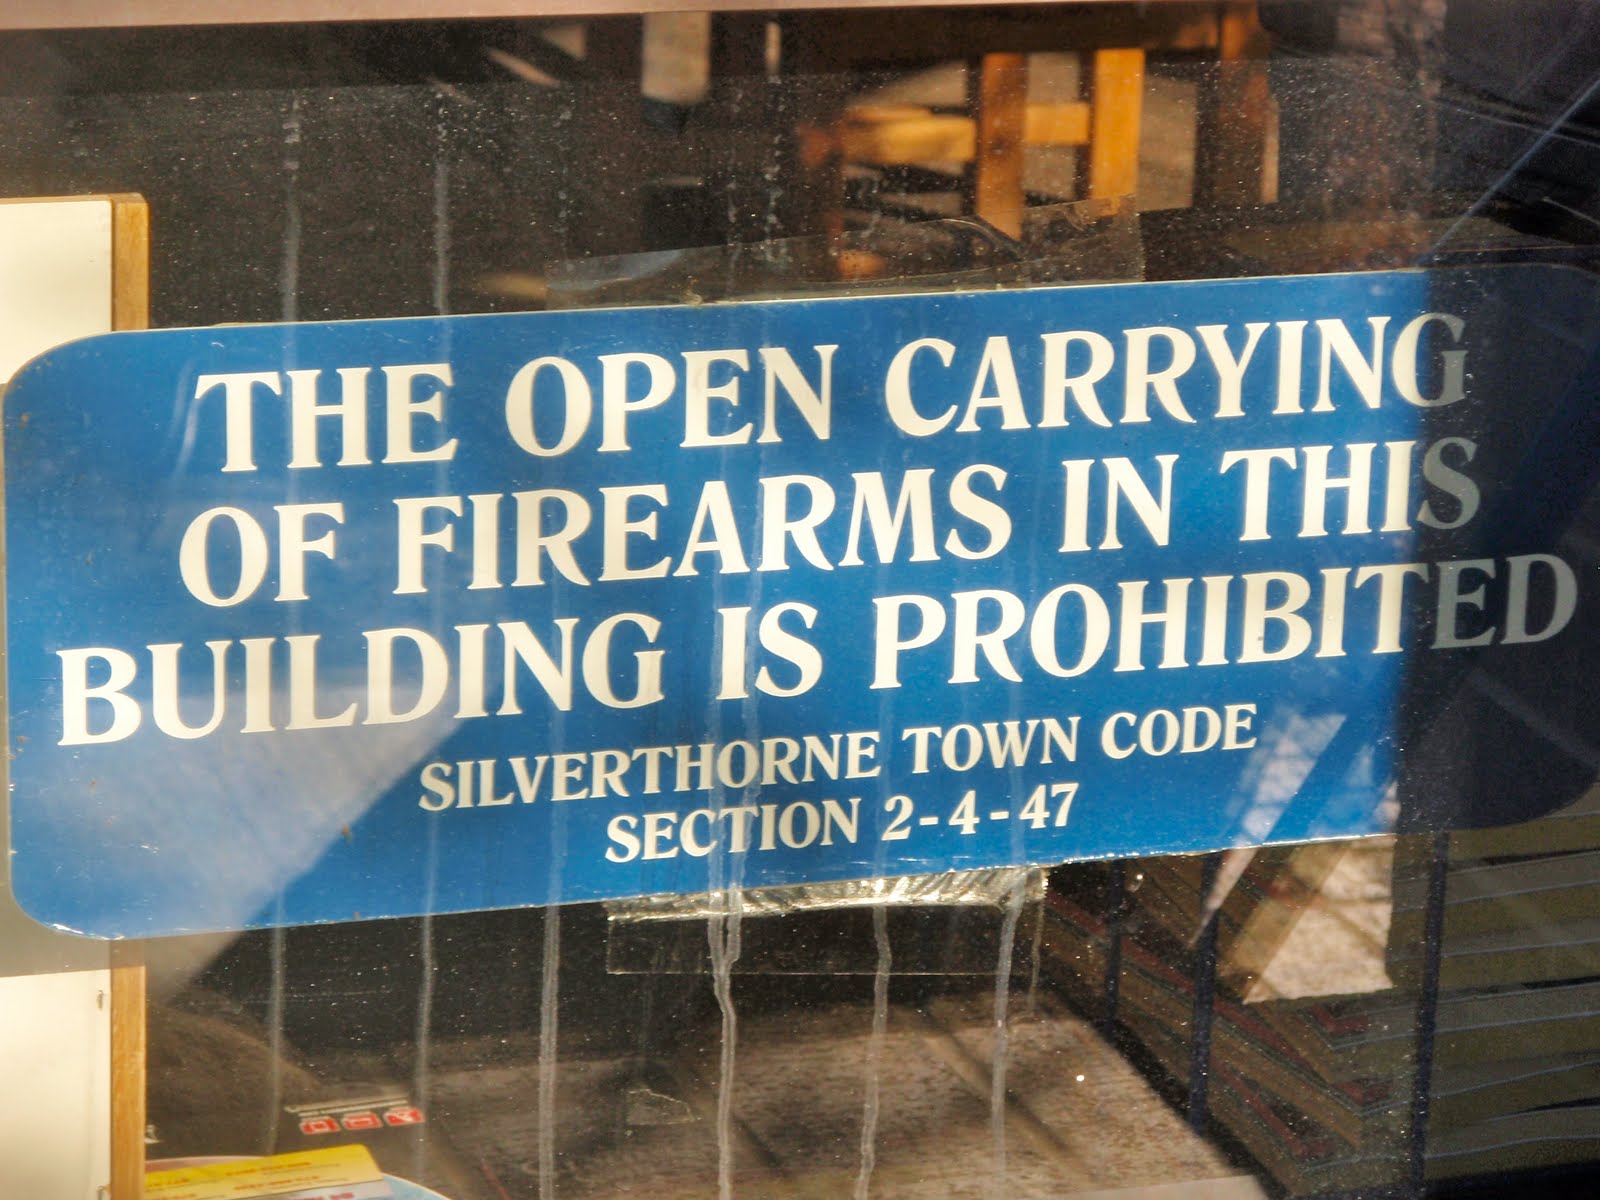 THE OPEN CARRYING
OF FIREARMS IN THIS
BUILDING IS PROHIBITED
SILVERTHORNE TOWN CODE
SECTION 2-4-47